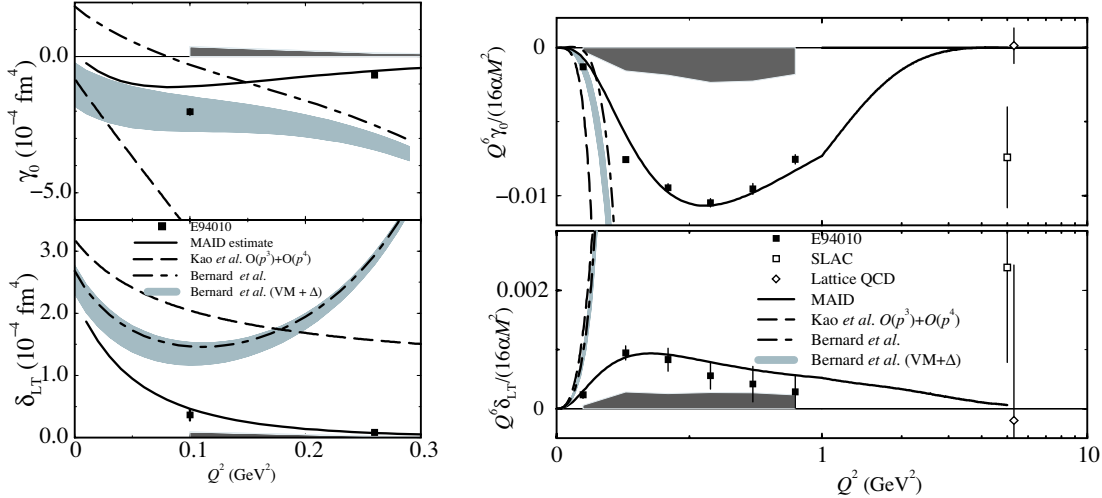 0.0
−5.0
γ₀ (10⁻⁴ fm⁴)
E94010
MAID estimate
Kao et al. O(p³)+O(p⁴)
Bernard et al.
Bernard et al. (VM + Δ)
3.0
2.0
1.0
0.0
δ_LT (10⁻⁴ fm⁴)
0
0.1
0.2
0.3
Q² (GeV²)
0
−0.01
Q⁶γ₀/(16αM²)
E94010
SLAC
Lattice QCD
MAID
Kao et al. O(p³)+O(p⁴)
Bernard et al.
Bernard et al. (VM+Δ)
0.002
0
Q⁶δ_LT/(16αM²)
0
1
10
Q² (GeV²)